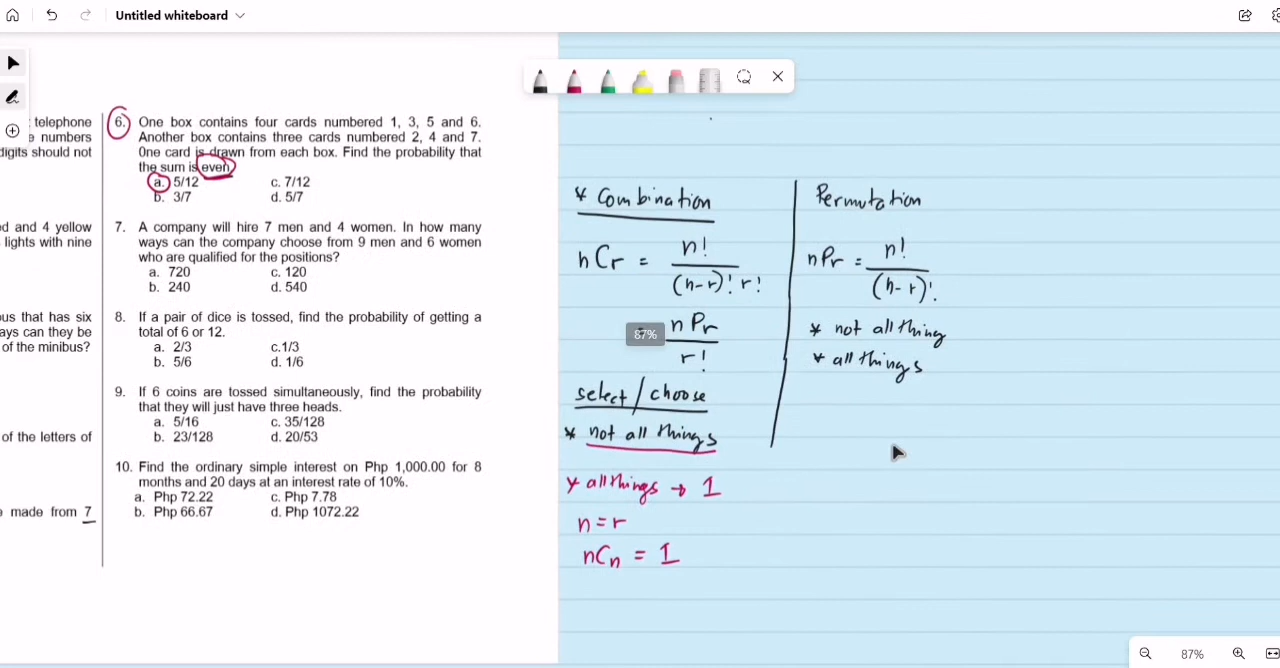 Untitled whiteboard
telephone
numbers
digits should not
d and 4 yellow
lights with nine
us that has six
ays can they be
of the minibus?
of the letters of
made from 7
6. One box contains four cards numbered 1, 3, 5 and 6.
Another box contains three cards numbered 2, 4 and 7.
One card is drawn from each box. Find the probability that
the sum is even.
a. 5/12 c. 7/12
b. 3/7 d. 5/7
7. A company will hire 7 men and 4 women. In how many
ways can the company choose from 9 men and 6 women
who are qualified for the positions?
a. 720 c. 120
b. 240 d. 540
8. If a pair of dice is tossed, find the probability of getting a
total of 6 or 12.
a. 2/3 c.1/3
b. 5/6 d. 1/6
9. If 6 coins are tossed simultaneously, find the probability
that they will just have three heads.
a. 5/16 c. 35/128
b. 23/128 d. 20/53
10. Find the ordinary simple interest on Php 1,000.00 for 8
months and 20 days at an interest rate of 10%.
a. Php 72.22 c. Php 7.78
b. Php 66.67 d. Php 1072.22
* Combination
nCr = n! / (n-r)! r!
nPr / r!
87%
select / choose
* not all things
* all things → 1
n = r
nCn = 1
Permutation
nPr = n! / (n-r)!
* not all thing
* all things
87%